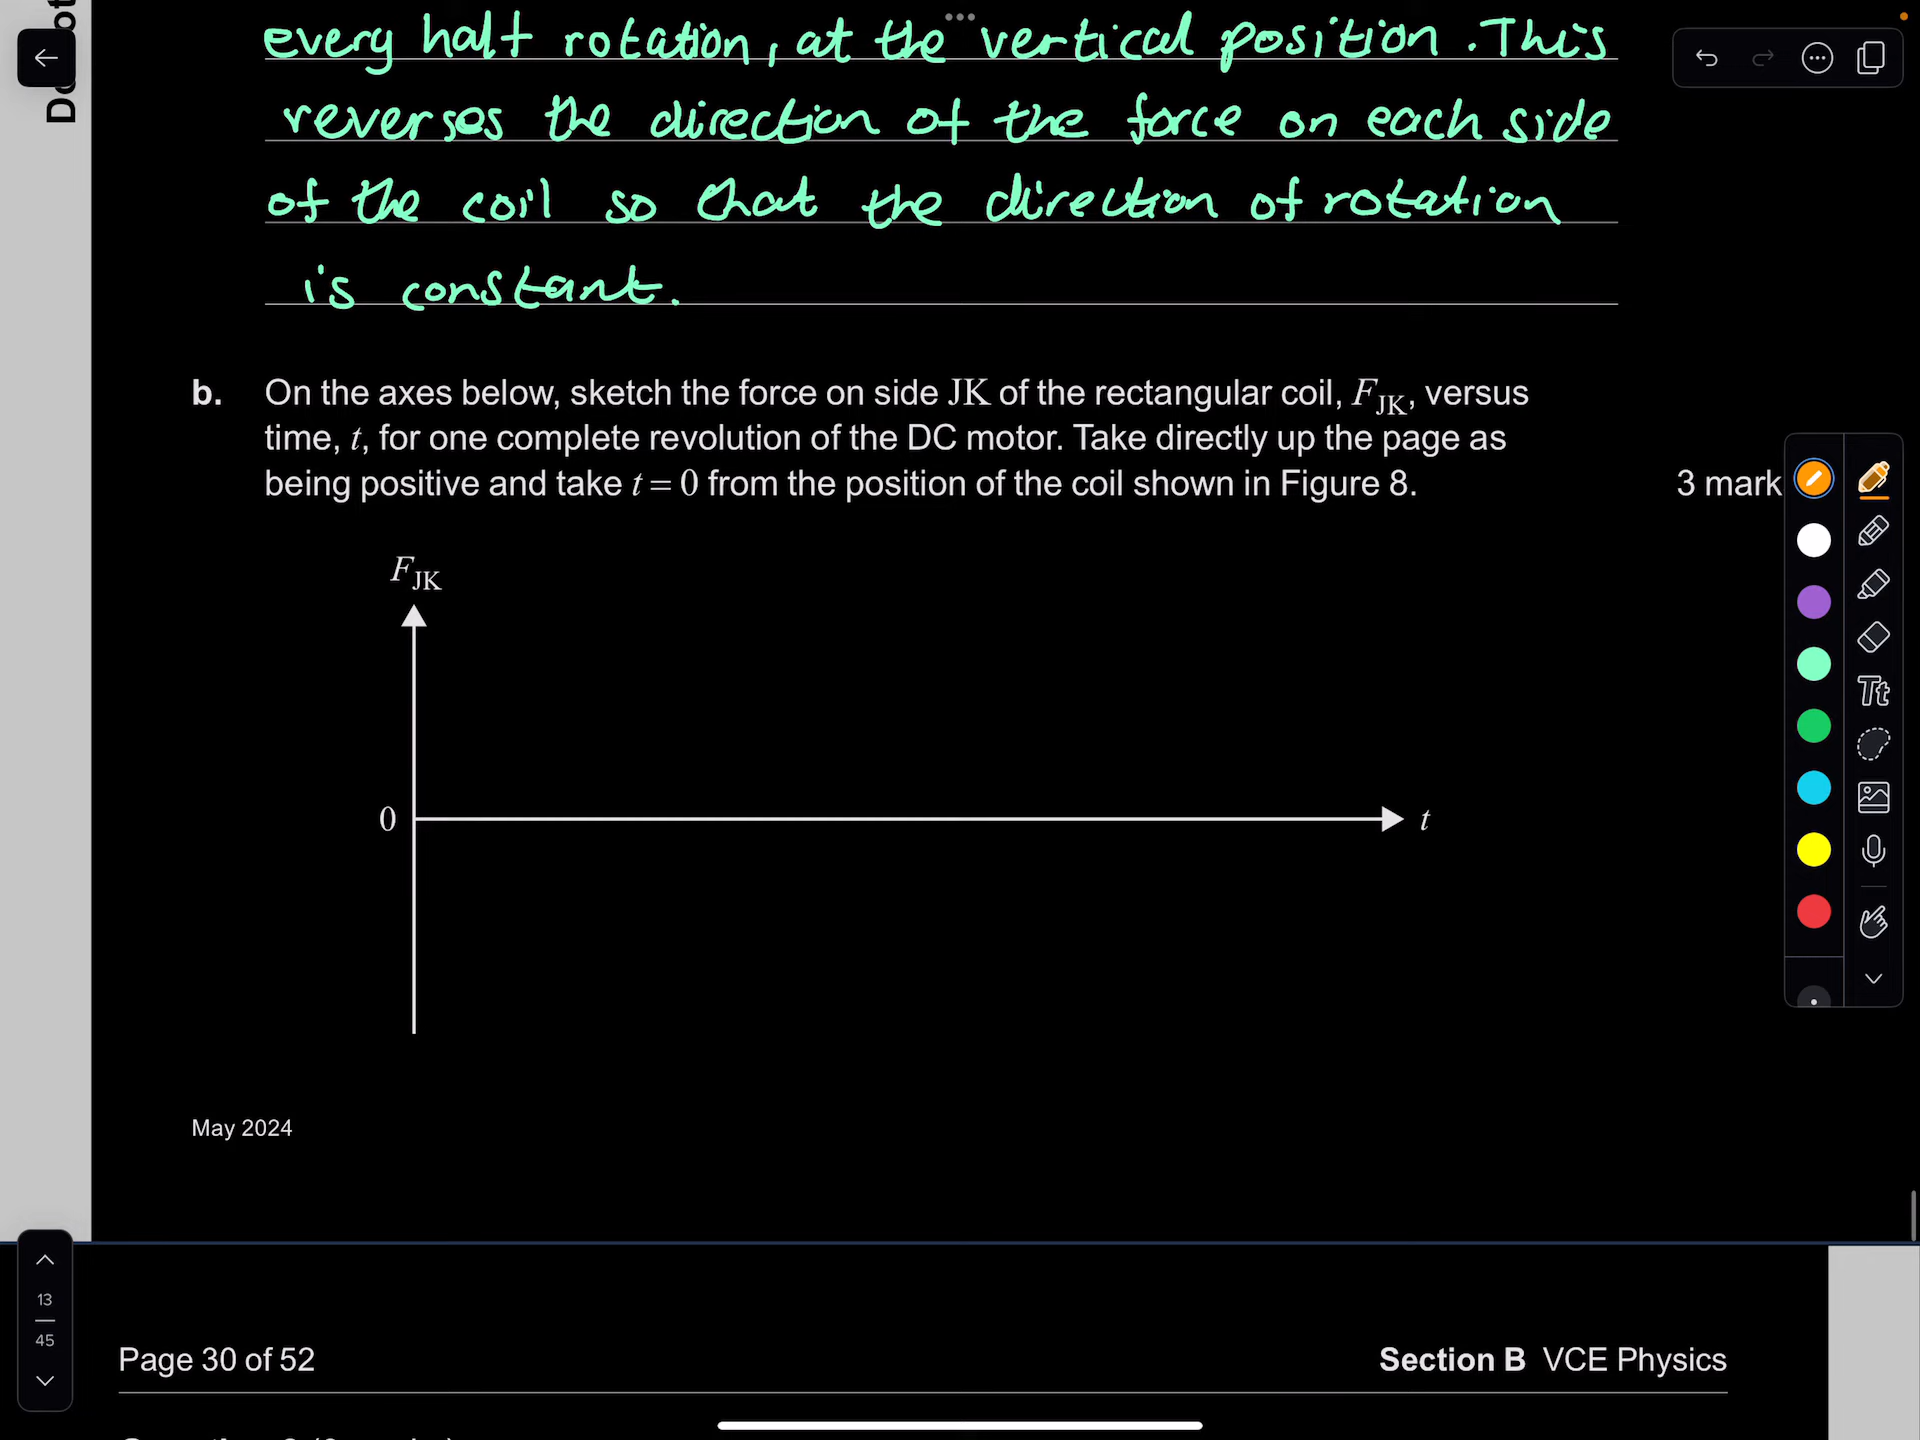 every half rotation, at the vertical position. This
reverses the direction of the force on each side
of the coil so that the direction of rotation
is constant.
b. On the axes below, sketch the force on side JK of the rectangular coil, F_JK, versus
time, t, for one complete revolution of the DC motor. Take directly up the page as
being positive and take t = 0 from the position of the coil shown in Figure 8.
3 mark
F_JK
0
t
Tt
May 2024
13
45
Page 30 of 52
Section B VCE Physics